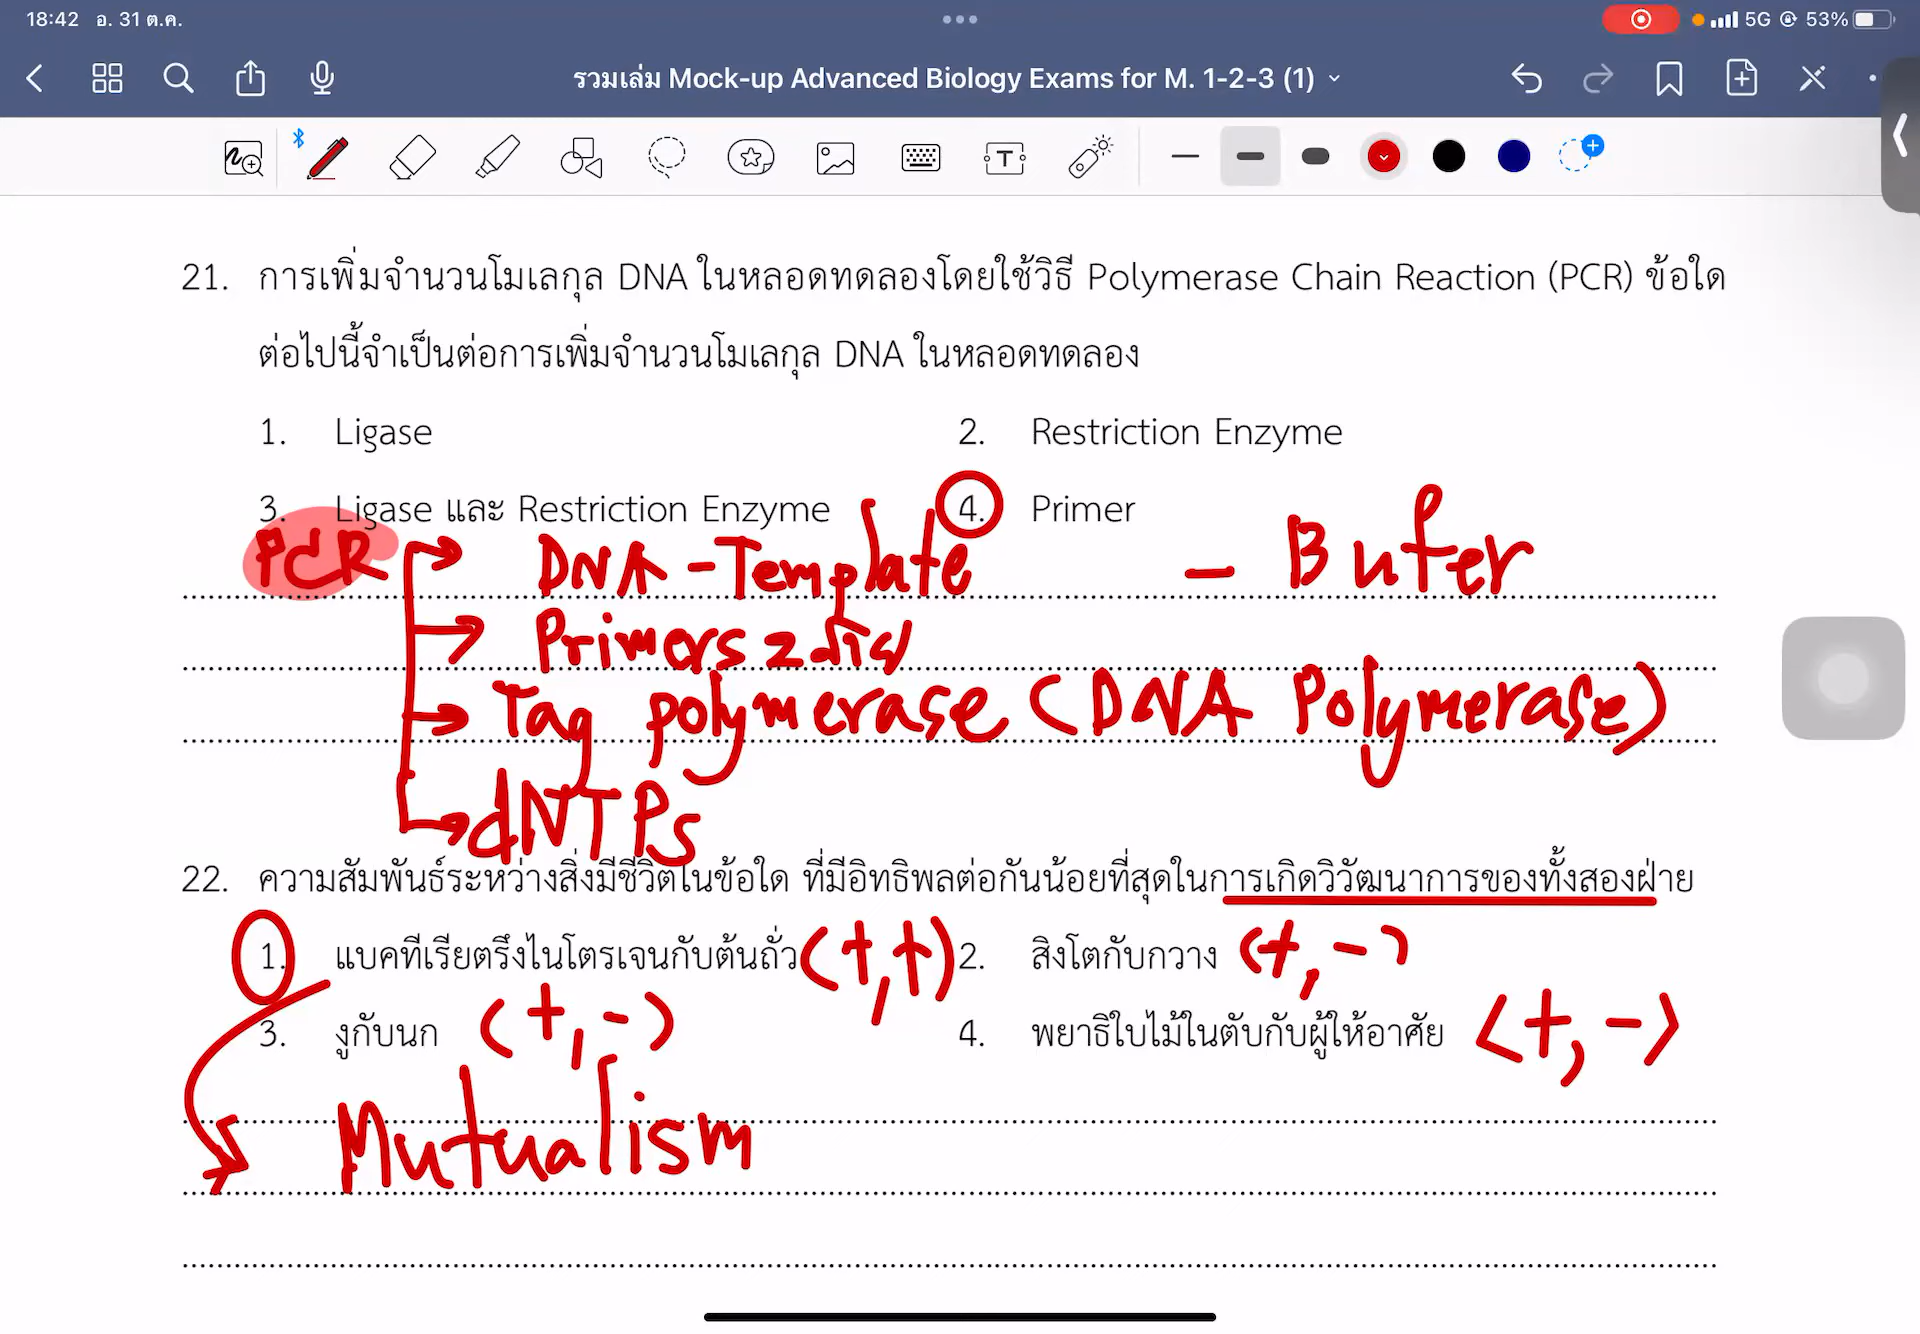 18:42 อ. 31 ต.ค. 5G 53%
รวมเล่ม Mock-up Advanced Biology Exams for M. 1-2-3 (1)
21. การเพิ่มจำนวนโมเลกุล DNA ในหลอดทดลองโดยใช้วิธี Polymerase Chain Reaction (PCR) ข้อใด
ต่อไปนี้จำเป็นต่อการเพิ่มจำนวนโมเลกุล DNA ในหลอดทดลอง
1. Ligase 2. Restriction Enzyme
3. Ligase และ Restriction Enzyme 4. Primer
PCR DNA - Template - Bufer
Primers 2
Taq polymerase (DNA Polymerase)
dNTPs
22. ความสัมพันธ์ระหว่างสิ่งมีชีวิตในข้อใด ที่มีอิทธิพลต่อกันน้อยที่สุดในการเกิดวิวัฒนาการของทั้งสองฝ่าย
1. แบคทีเรียตรึงไนโตรเจนกับต้นถั่ว (+,+) 2. สิงโตกับกวาง (+,-)
3. งูกับนก (+,-) 4. พยาธิใบไม้ในตับกับผู้ให้อาศัย (+,-)
Mutualism